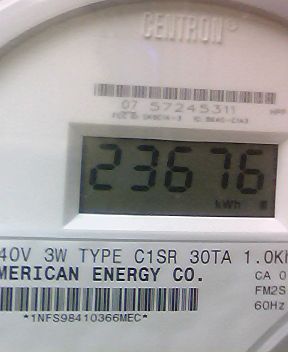 CENTRON®
07 57245311
23676
kWh
40V 3W TYPE C1SR 30TA 1.0Kh
MERICAN ENERGY CO.
CA 0
FM2S
60Hz
*1NFS98410366MEC*